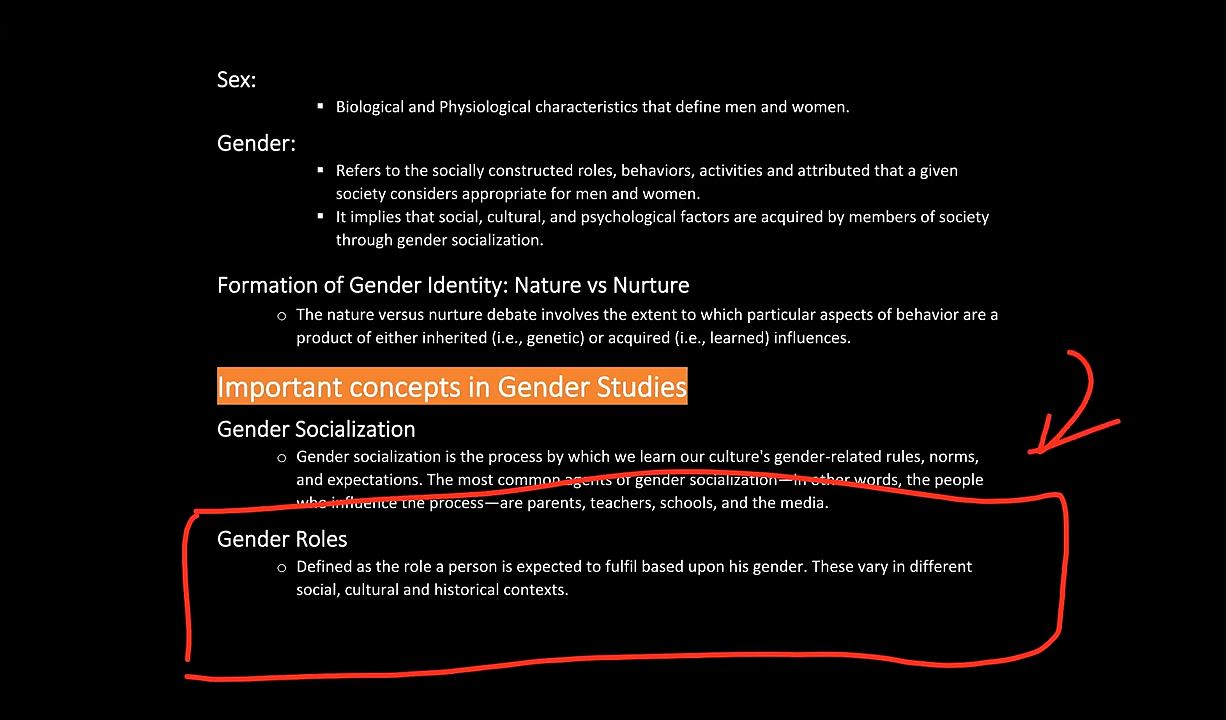 Sex:
▪ Biological and Physiological characteristics that define men and women.
Gender:
▪ Refers to the socially constructed roles, behaviors, activities and attributed that a given
society considers appropriate for men and women.
▪ It implies that social, cultural, and psychological factors are acquired by members of society
through gender socialization.
Formation of Gender Identity: Nature vs Nurture
○ The nature versus nurture debate involves the extent to which particular aspects of behavior are a
product of either inherited (i.e., genetic) or acquired (i.e., learned) influences.
Important concepts in Gender Studies
Gender Socialization
○ Gender socialization is the process by which we learn our culture's gender-related rules, norms,
and expectations. The most common agents of gender socialization—in other words, the people
who influence the process—are parents, teachers, schools, and the media.
Gender Roles
○ Defined as the role a person is expected to fulfil based upon his gender. These vary in different
social, cultural and historical contexts.